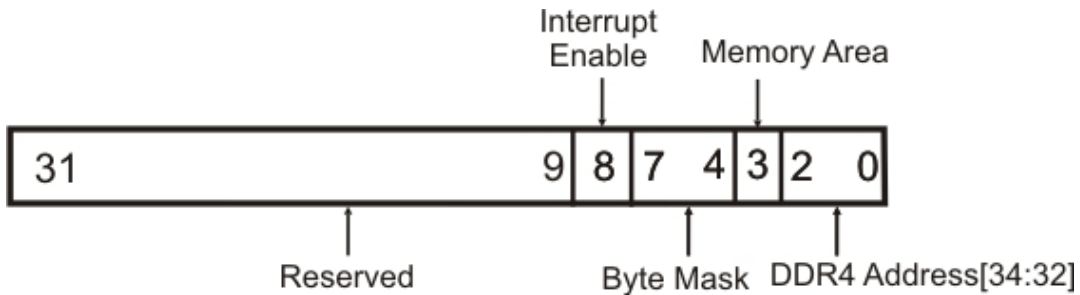 Interrupt
Enable
Memory Area
31 9 8 7 4 3 2 0
Reserved
Byte Mask
DDR4 Address[34:32]